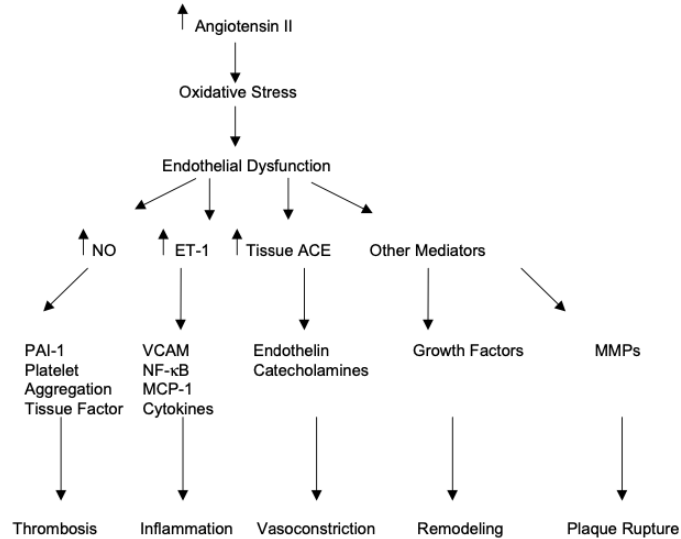 Angiotensin II
Oxidative Stress
Endothelial Dysfunction
NO
ET-1
Tissue ACE
Other Mediators
PAI-1
Platelet
Aggregation
Tissue Factor
VCAM
NF-κB
MCP-1
Cytokines
Endothelin
Catecholamines
Growth Factors
MMPs
Thrombosis
Inflammation
Vasoconstriction
Remodeling
Plaque Rupture